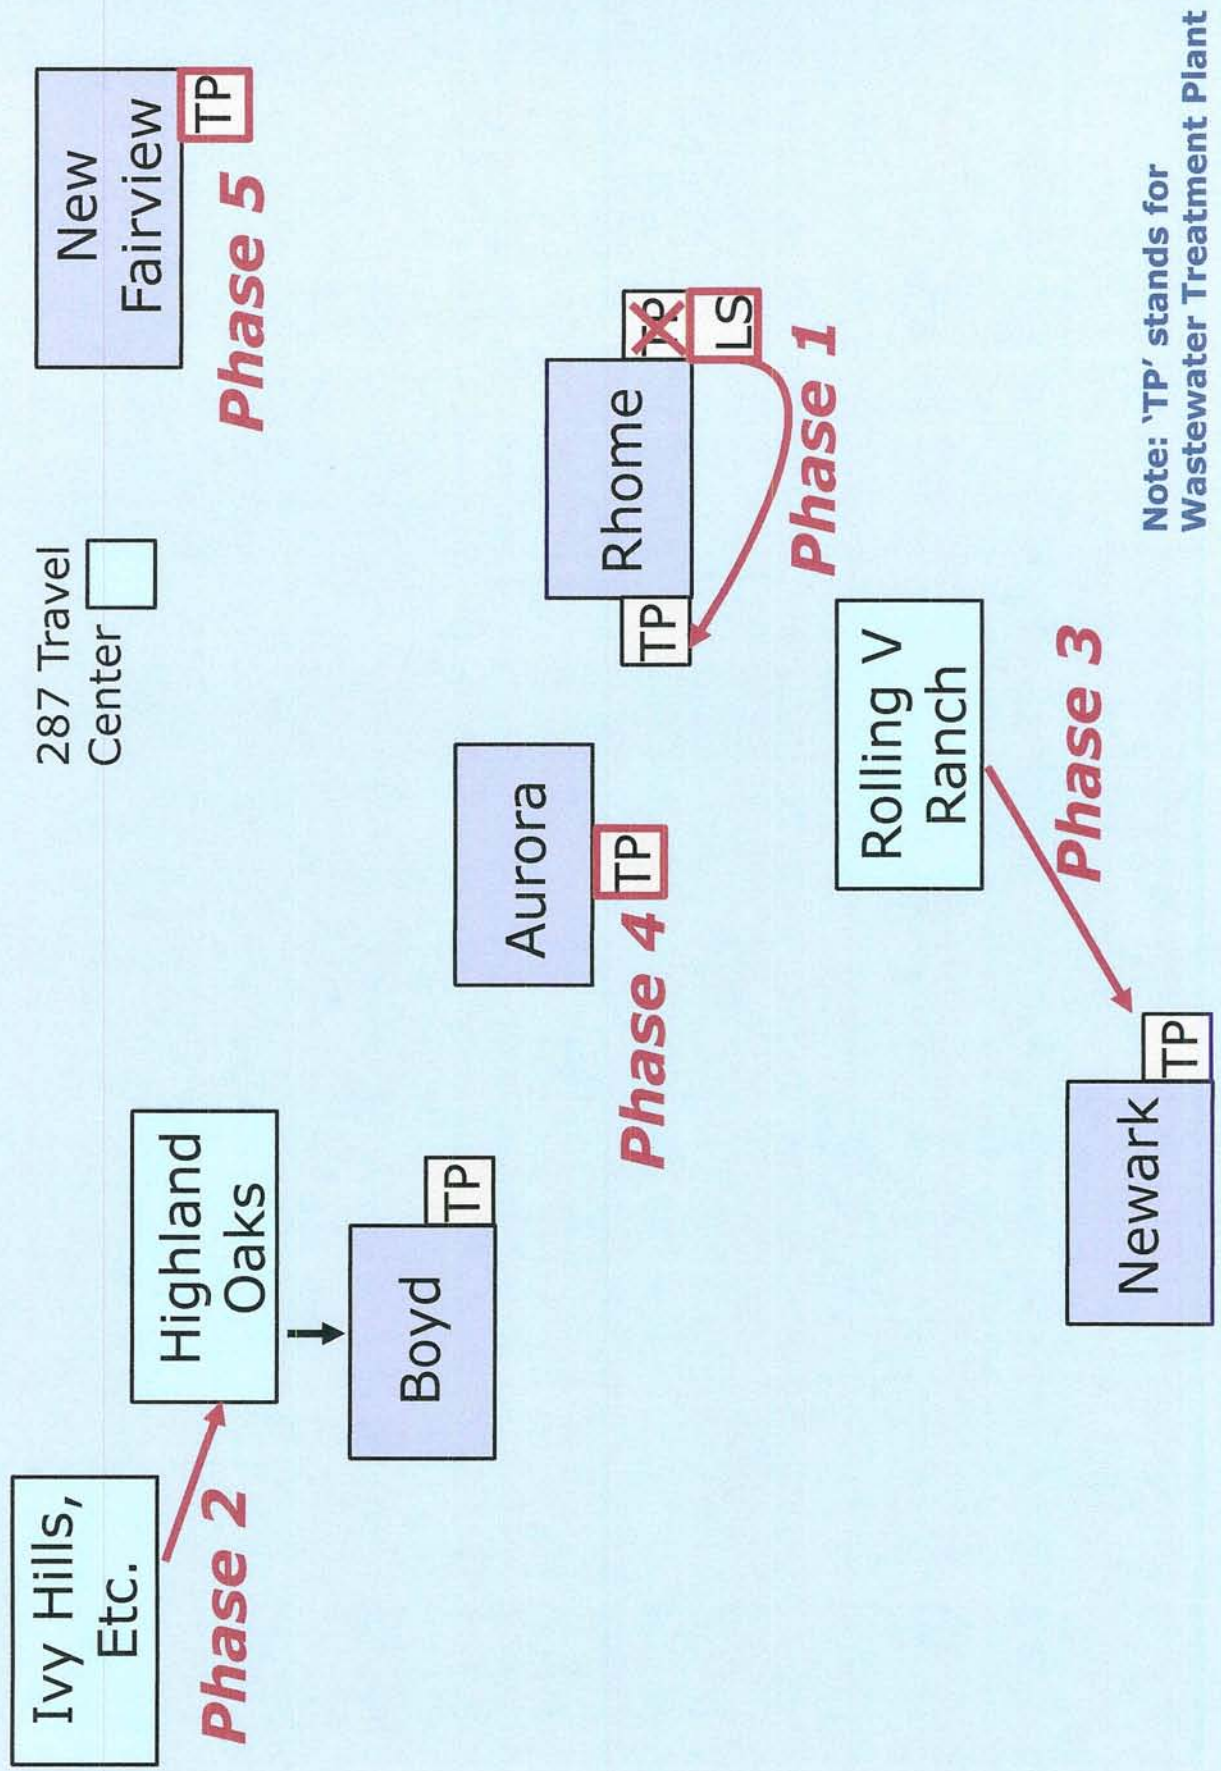 Ivy Hills,
Etc.
287 Travel
Center
New
Fairview
TP
Highland
Oaks
Phase 2
Phase 5
Boyd
TP
Aurora
TP
Phase 4
Rhome
TP
TP
LS
Phase 1
Rolling V
Ranch
Phase 3
Newark
TP
Note: ‘TP’ stands for
Wastewater Treatment Plant